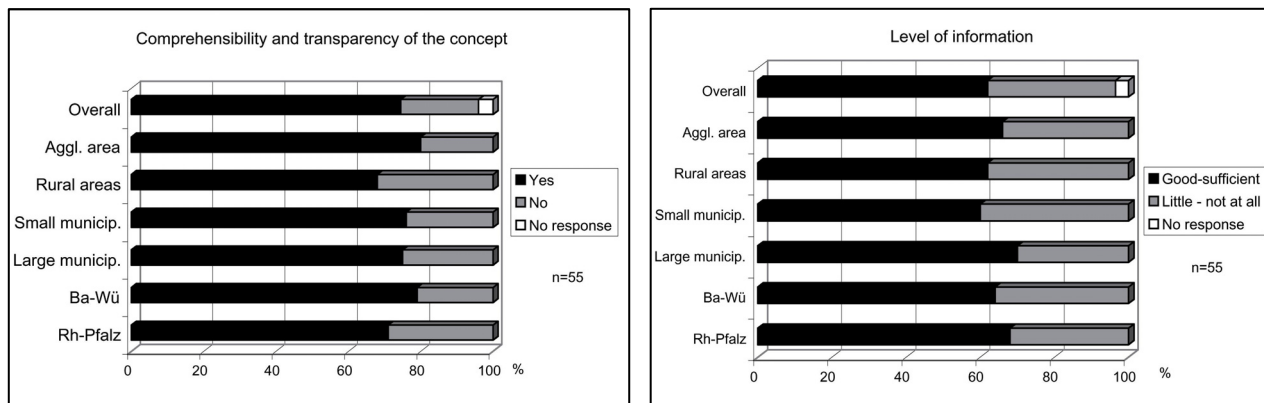 Comprehensibility and transparency of the concept
Overall
Aggl. area
Rural areas
Small municip.
Large municip.
Ba-Wü
Rh-Pfalz
0 20 40 60 80 100 %
Yes
No
No response
n=55
Level of information
Overall
Aggl. area
Rural areas
Small municip.
Large municip.
Ba-Wü
Rh-Pfalz
0 20 40 60 80 100 %
Good-sufficient
Little - not at all
No response
n=55